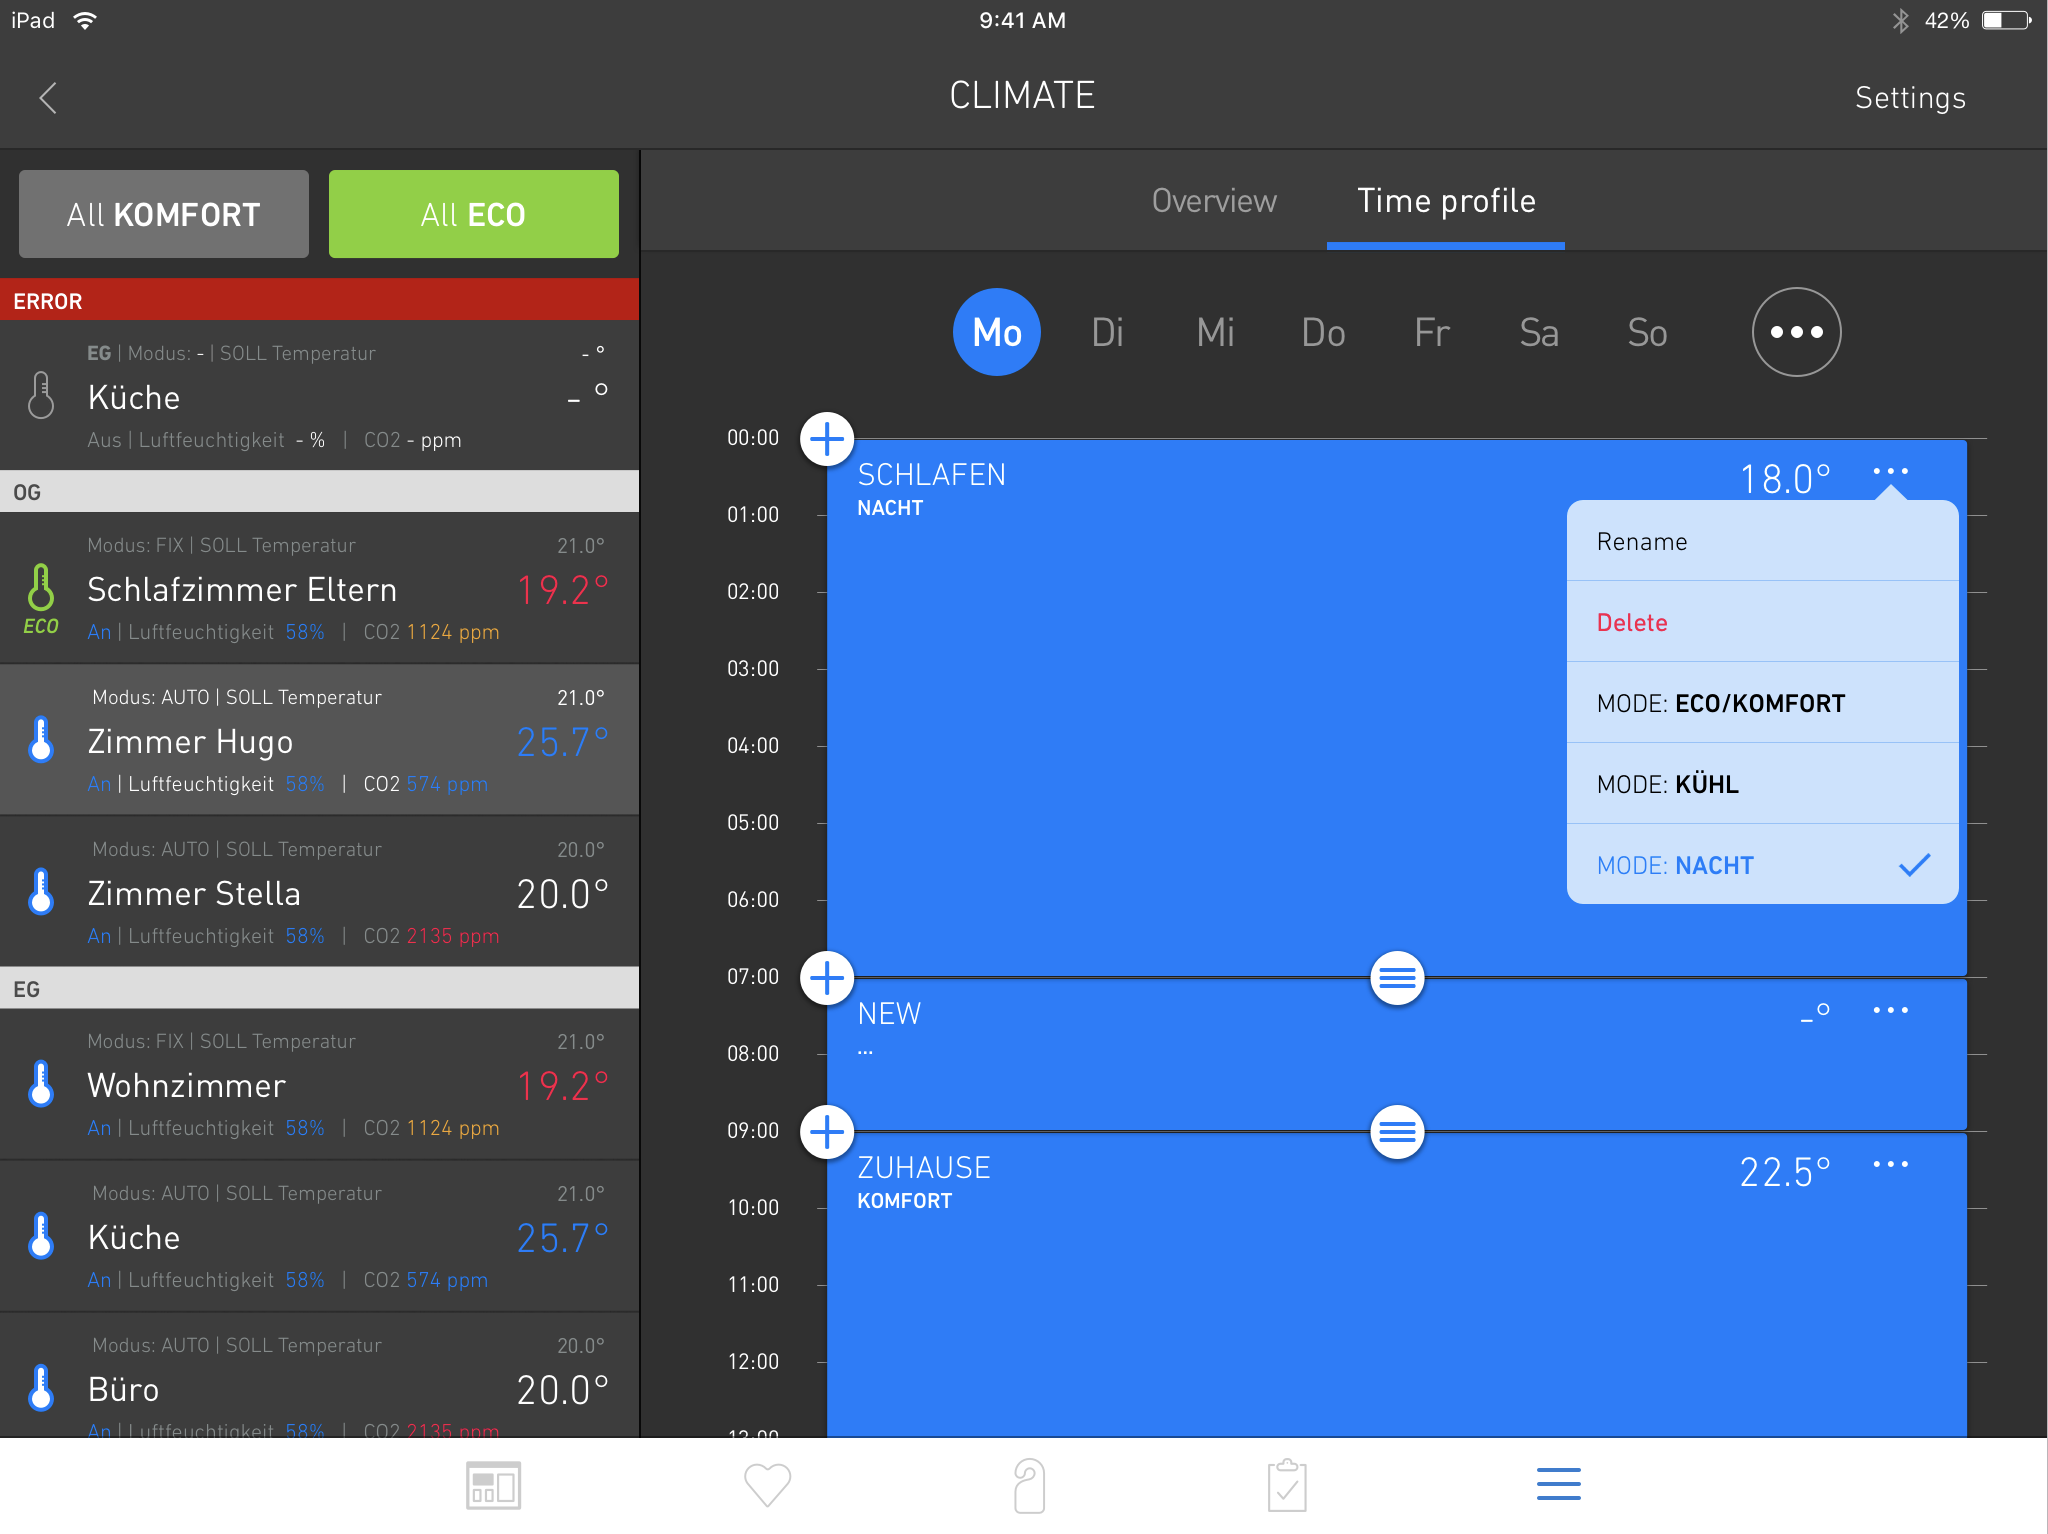 iPad 9:41 AM 42%
CLIMATE Settings
All KOMFORT All ECO
ERROR
EG | Modus: - | SOLL Temperatur - °
Küche - °
Aus | Luftfeuchtigkeit - % | CO2 - ppm
OG
Modus: FIX | SOLL Temperatur 21.0°
Schlafzimmer Eltern 19.2°
ECO
An | Luftfeuchtigkeit 58% | CO2 1124 ppm
Modus: AUTO | SOLL Temperatur 21.0°
Zimmer Hugo 25.7°
An | Luftfeuchtigkeit 58% | CO2 574 ppm
Modus: AUTO | SOLL Temperatur 20.0°
Zimmer Stella 20.0°
An | Luftfeuchtigkeit 58% | CO2 2135 ppm
EG
Modus: FIX | SOLL Temperatur 21.0°
Wohnzimmer 19.2°
An | Luftfeuchtigkeit 58% | CO2 1124 ppm
Modus: AUTO | SOLL Temperatur 21.0°
Küche 25.7°
An | Luftfeuchtigkeit 58% | CO2 574 ppm
Modus: AUTO | SOLL Temperatur 20.0°
Büro 20.0°
An | Luftfeuchtigkeit 58% | CO2 2135 ppm
Overview Time profile
Mo Di Mi Do Fr Sa So
00:00
SCHLAFEN 18.0°
NACHT
01:00
Rename
02:00
Delete
03:00
MODE: ECO/KOMFORT
04:00
MODE: KÜHL
05:00
MODE: NACHT
06:00
07:00
NEW -°
...
08:00
09:00
ZUHAUSE 22.5°
KOMFORT
10:00
11:00
12:00
13:00